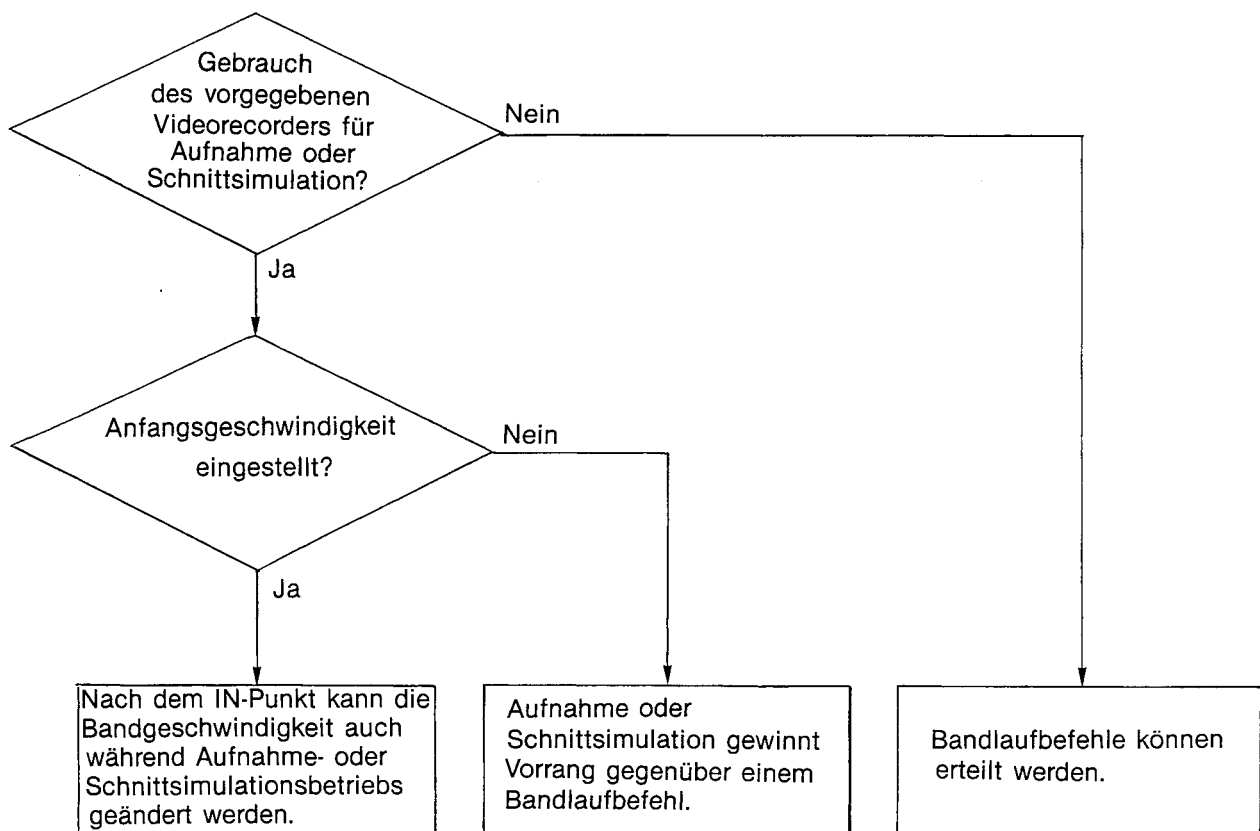 Gebrauch
des vorgegebenen
Videorecorders für
Aufnahme oder
Schnittsimulation?
Nein
Ja
Anfangsgeschwindigkeit
eingestellt?
Nein
Ja
Nach dem IN-Punkt kann die
Bandgeschwindigkeit auch
während Aufnahme- oder
Schnittsimulationsbetriebs
geändert werden.
Aufnahme oder
Schnittsimulation gewinnt
Vorrang gegenüber einem
Bandlaufbefehl.
Bandlaufbefehle können
erteilt werden.